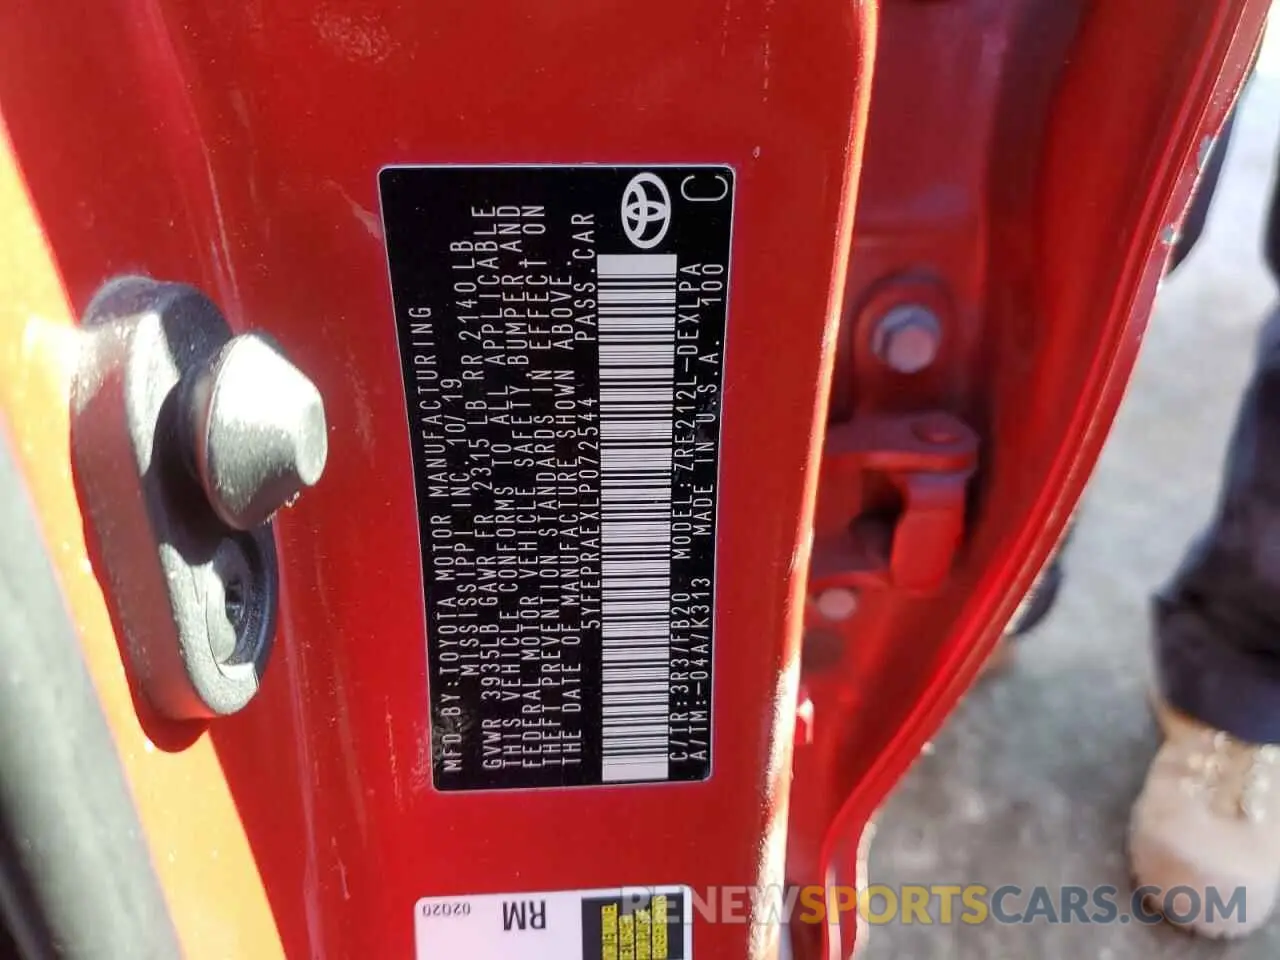 MFD. BY: TOYOTA MOTOR MANUFACTURING
MISSISSIPPI INC. 10/19
GVWR 3935LB GAWR FR 2315 LB RR 2140LB
THIS VEHICLE CONFORMS TO ALL APPLICABLE
FEDERAL MOTOR VEHICLE SAFETY, BUMPER, AND
THEFT PREVENTION STANDARDS IN EFFECT ON
THE DATE OF MANUFACTURE SHOWN ABOVE.
5YFEPRAEXLP072544 PASS. CAR
C/TR: 3R3/FB20 MODEL: ZRE212L-DEXLPA
A/TM: -04A/K313 MADE IN U.S.A. 100
C
02020
RM
RENEWSPORTSCARS.COM